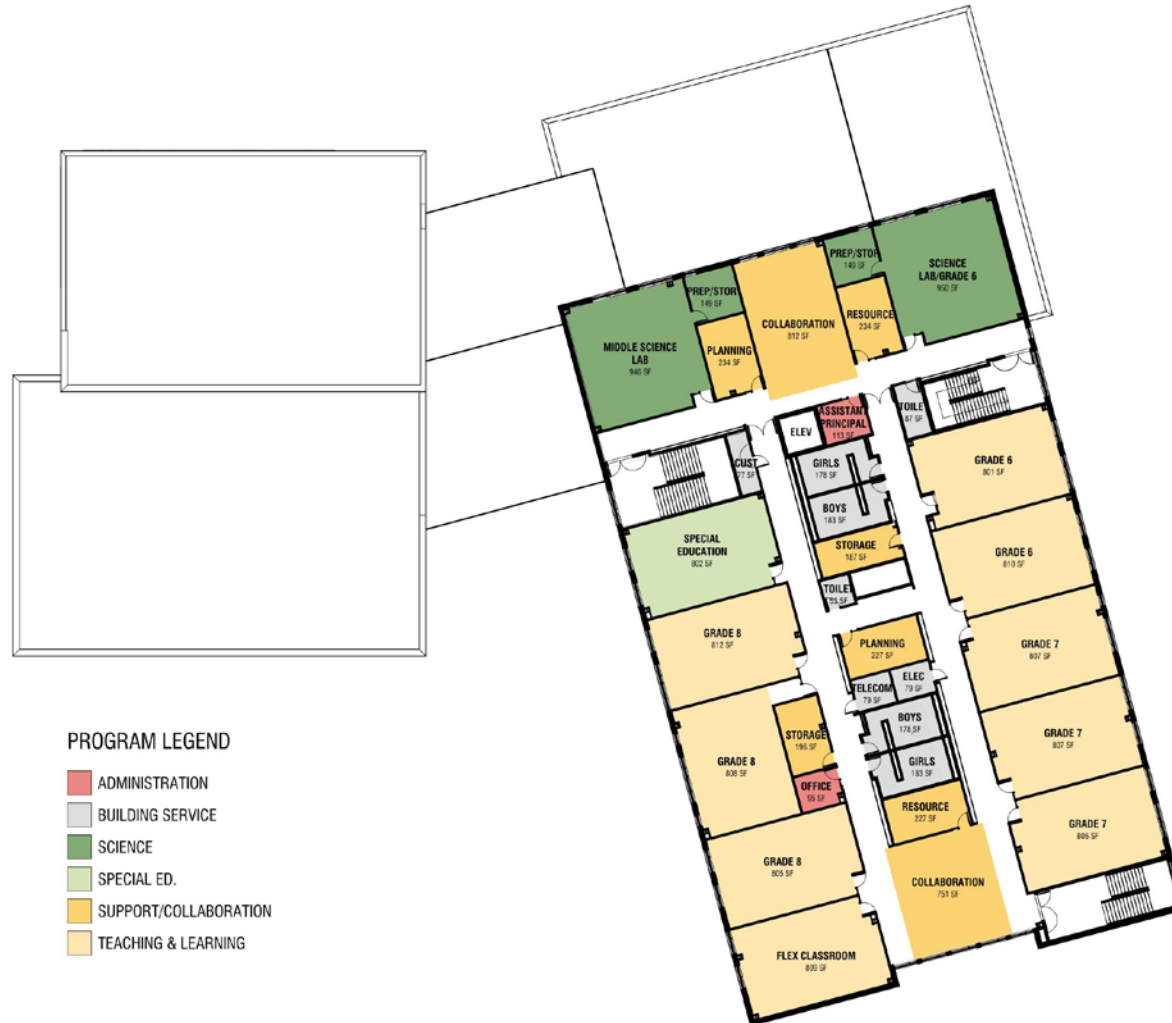 PREP/STOR
149 SF
SCIENCE
LAB/GRADE 6
950 SF
PREP/STOR
149 SF
RESOURCE
234 SF
COLLABORATION
812 SF
MIDDLE SCIENCE
LAB
946 SF
PLANNING
234 SF
UP
ASSISTANT
PRINCIPAL
113 SF
TOILE
87 SF
ELEV
GIRLS
178 SF
CUST
77 SF
GRADE 6
801 SF
BOYS
183 SF
SPECIAL
EDUCATION
802 SF
STORAGE
187 SF
GRADE 6
810 SF
TOILET
GRADE 8
812 SF
PLANNING
227 SF
GRADE 7
807 SF
TELECOM
79 SF
ELEC
79 SF
BOYS
178 SF
STORAGE
196 SF
GRADE 7
807 SF
GRADE 8
808 SF
GIRLS
183 SF
OFFICE
95 SF
RESOURCE
227 SF
GRADE 7
806 SF
GRADE 8
805 SF
COLLABORATION
751 SF
FLEX CLASSROOM
809 SF
PROGRAM LEGEND
ADMINISTRATION
BUILDING SERVICE
SCIENCE
SPECIAL ED.
SUPPORT/COLLABORATION
TEACHING & LEARNING